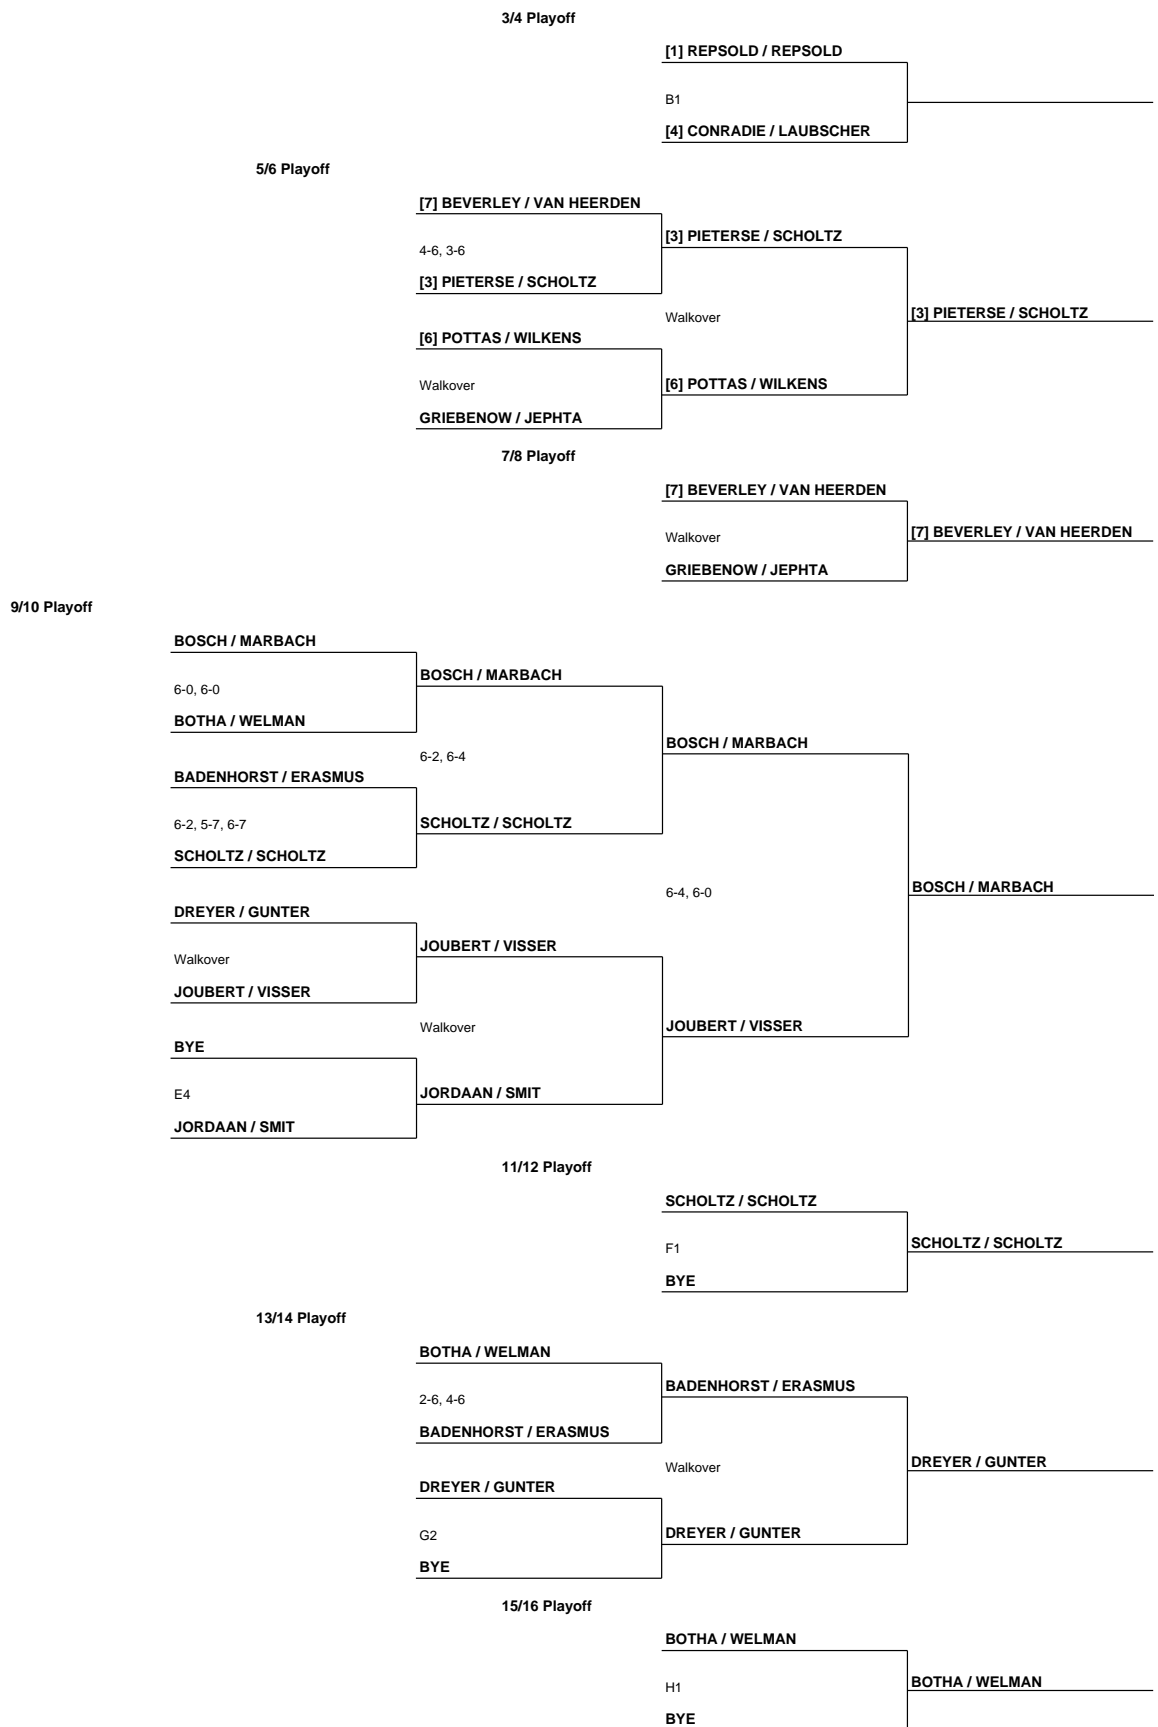 3/4 Playoff
[1] REPSOLD / REPSOLD
B1
[4] CONRADIE / LAUBSCHER
5/6 Playoff
[7] BEVERLEY / VAN HEERDEN
[3] PIETERSE / SCHOLTZ
4-6, 3-6
[3] PIETERSE / SCHOLTZ
Walkover
[3] PIETERSE / SCHOLTZ
[6] POTTAS / WILKENS
Walkover
[6] POTTAS / WILKENS
GRIEBENOW / JEPHTA
7/8 Playoff
[7] BEVERLEY / VAN HEERDEN
Walkover
[7] BEVERLEY / VAN HEERDEN
GRIEBENOW / JEPHTA
9/10 Playoff
BOSCH / MARBACH
BOSCH / MARBACH
6-0, 6-0
BOTHA / WELMAN
BOSCH / MARBACH
6-2, 6-4
BADENHORST / ERASMUS
6-2, 5-7, 6-7
SCHOLTZ / SCHOLTZ
SCHOLTZ / SCHOLTZ
6-4, 6-0
BOSCH / MARBACH
DREYER / GUNTER
JOUBERT / VISSER
Walkover
JOUBERT / VISSER
Walkover
JOUBERT / VISSER
BYE
E4
JORDAAN / SMIT
JORDAAN / SMIT
11/12 Playoff
SCHOLTZ / SCHOLTZ
F1
SCHOLTZ / SCHOLTZ
BYE
13/14 Playoff
BOTHA / WELMAN
BADENHORST / ERASMUS
2-6, 4-6
BADENHORST / ERASMUS
Walkover
DREYER / GUNTER
DREYER / GUNTER
G2
DREYER / GUNTER
BYE
15/16 Playoff
BOTHA / WELMAN
H1
BOTHA / WELMAN
BYE